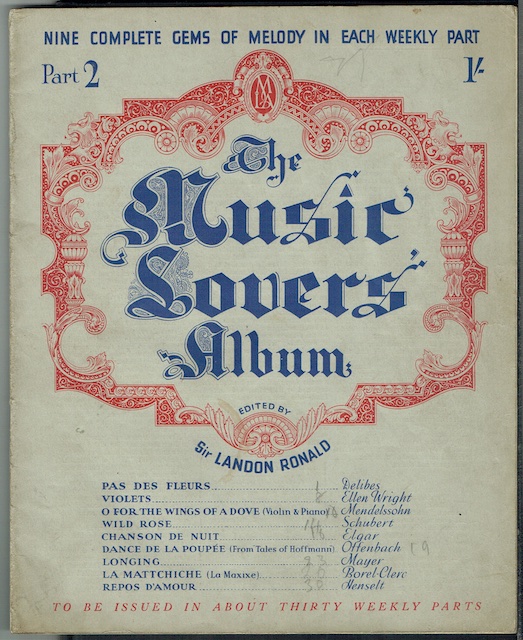 NINE COMPLETE GEMS OF MELODY IN EACH WEEKLY PART
Part 2 1/-
The
Music
Lovers'
Album
EDITED BY
Sir LANDON RONALD
PAS DES FLEURS Delibes
VIOLETS Ellen Wright
O FOR THE WINGS OF A DOVE (Violin & Piano) Mendelssohn
WILD ROSE Schubert
CHANSON DE NUIT Elgar
DANCE DE LA POUPÉE (From Tales of Hoffmann) Offenbach
LONGING Mayer
LA MATTCHICHE (La Maxixe) Borel-Clerc
REPOS D'AMOUR Henselt
TO BE ISSUED IN ABOUT THIRTY WEEKLY PARTS